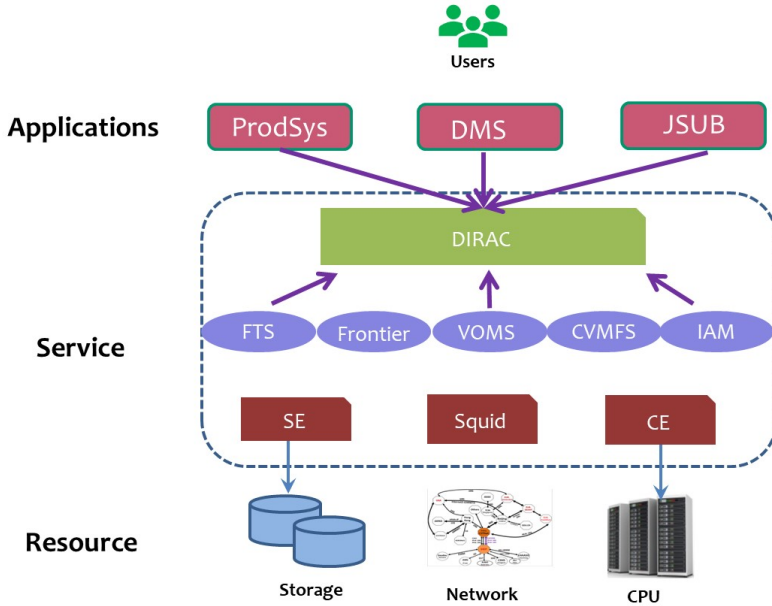 Users
Applications
ProdSys
DMS
JSUB
DIRAC
Service
FTS
Frontier
VOMS
CVMFS
IAM
SE
Squid
CE
Resource
Storage
Network
CPU